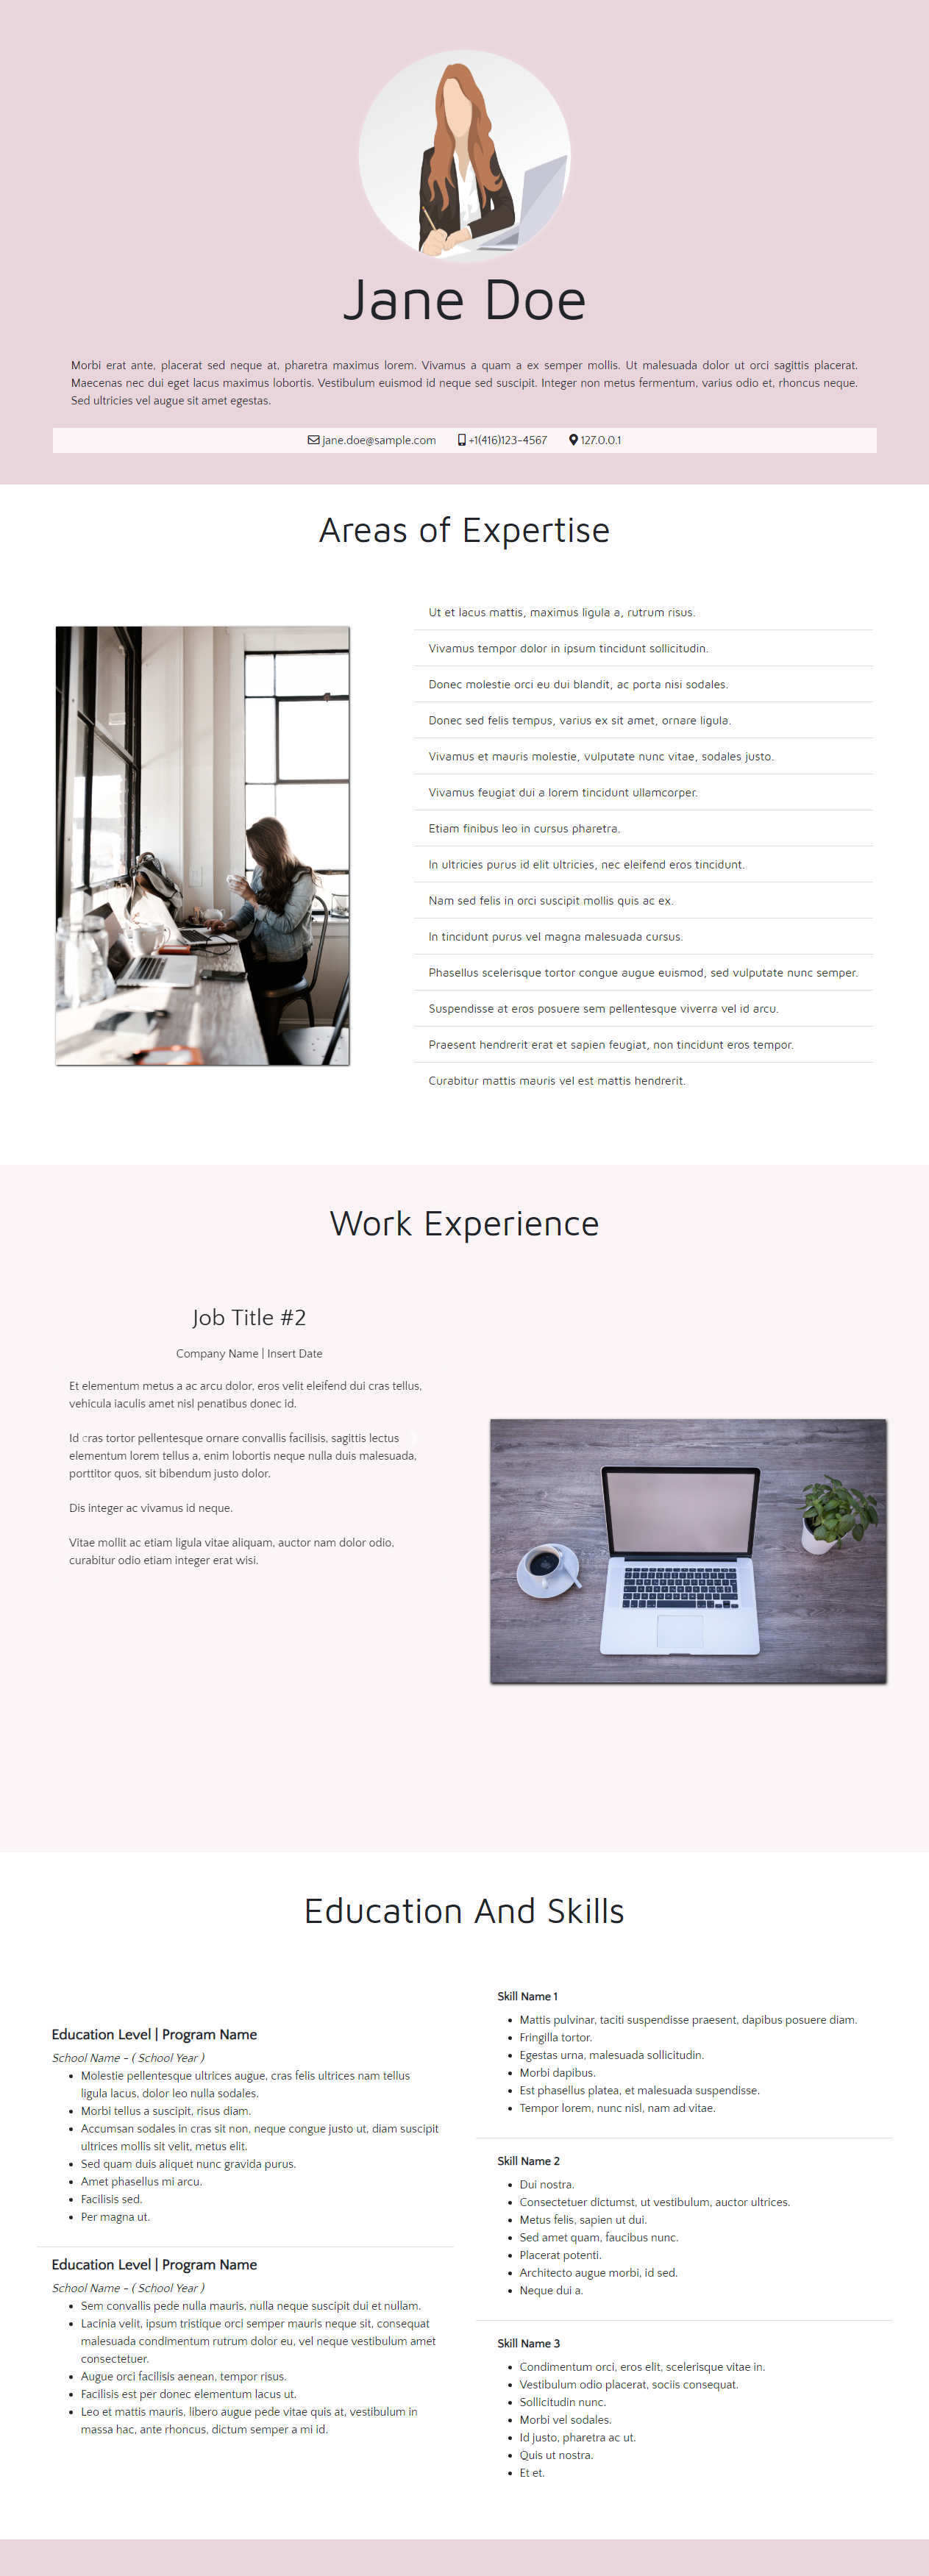 Jane Doe
Morbi erat ante, placerat sed neque at, pharetra maximus lorem. Vivamus a quam a ex semper mollis. Ut malesuada dolor ut orci sagittis placerat.
Maecenas nec dui eget lacus maximus lobortis. Vestibulum euismod id neque sed suscipit. Integer non metus fermentum, varius odio et, rhoncus neque.
Sed ultricies vel augue sit amet egestas.
jane.doe@sample.com +1(416)123-4567 127.0.0.1
Areas of Expertise
Ut et lacus mattis, maximus ligula a, rutrum risus.
Vivamus tempor dolor in ipsum tincidunt sollicitudin.
Donec molestie orci eu dui blandit, ac porta nisi sodales.
Donec sed felis tempus, varius ex sit amet, ornare ligula.
Vivamus et mauris molestie, vulputate nunc vitae, sodales justo.
Vivamus feugiat dui a lorem tincidunt ullamcorper.
Etiam finibus leo in cursus pharetra.
In ultricies purus id elit ultricies, nec eleifend eros tincidunt.
Nam sed felis in orci suscipit mollis quis ac ex.
In tincidunt purus vel magna malesuada cursus.
Phasellus scelerisque tortor congue augue euismod, sed vulputate nunc semper.
Suspendisse at eros posuere sem pellentesque viverra vel id arcu.
Praesent hendrerit erat et sapien feugiat, non tincidunt eros tempor.
Curabitur mattis mauris vel est mattis hendrerit.
Work Experience
Job Title #2
Company Name | Insert Date
Et elementum metus a ac arcu dolor, eros velit eleifend dui cras tellus,
vehicula iaculis amet nisl penatibus donec id.
Id cras tortor pellentesque ornare convallis facilisis, sagittis lectus
elementum lorem tellus a, enim lobortis neque nulla duis malesuada,
porttitor quos, sit bibendum justo dolor.
Dis integer ac vivamus id neque.
Vitae mollit ac etiam ligula vitae aliquam, auctor nam dolor odio,
curabitur odio etiam integer erat wisi.
Education And Skills
Education Level | Program Name
School Name - ( School Year )
Molestie pellentesque ultrices augue, cras felis ultrices nam tellus
ligula lacus, dolor leo nulla sodales.
Morbi tellus a suscipit, risus diam.
Accumsan sodales in cras sit non, neque congue justo ut, diam suscipit
ultrices mollis sit velit, metus elit.
Sed quam duis aliquet nunc gravida purus.
Amet phasellus mi arcu.
Facilisis sed.
Per magna ut.
Education Level | Program Name
School Name - ( School Year )
Sem convallis pede nulla mauris, nulla neque suscipit dui et nullam.
Lacinia velit, ipsum tristique orci semper mauris neque sit, consequat
malesuada condimentum rutrum dolor eu, vel neque vestibulum amet
consectetuer.
Augue orci facilisis aenean, tempor risus.
Facilisis est per donec elementum lacus ut.
Leo et mattis mauris, libero augue pede vitae quis at, vestibulum in
massa hac, ante rhoncus, dictum semper a mi id.
Skill Name 1
Mattis pulvinar, taciti suspendisse praesent, dapibus posuere diam.
Fringilla tortor.
Egestas urna, malesuada sollicitudin.
Morbi dapibus.
Est phasellus platea, et malesuada suspendisse.
Tempor lorem, nunc nisl, nam ad vitae.
Skill Name 2
Dui nostra.
Consectetuer dictumst, ut vestibulum, auctor ultrices.
Metus felis, sapien ut dui.
Sed amet quam, faucibus nunc.
Placerat potenti.
Architecto augue morbi, id sed.
Neque dui a.
Skill Name 3
Condimentum orci, eros elit, scelerisque vitae in.
Vestibulum odio placerat, sociis consequat.
Sollicitudin nunc.
Morbi vel sodales.
Id justo, pharetra ac ut.
Quis ut nostra.
Et et.